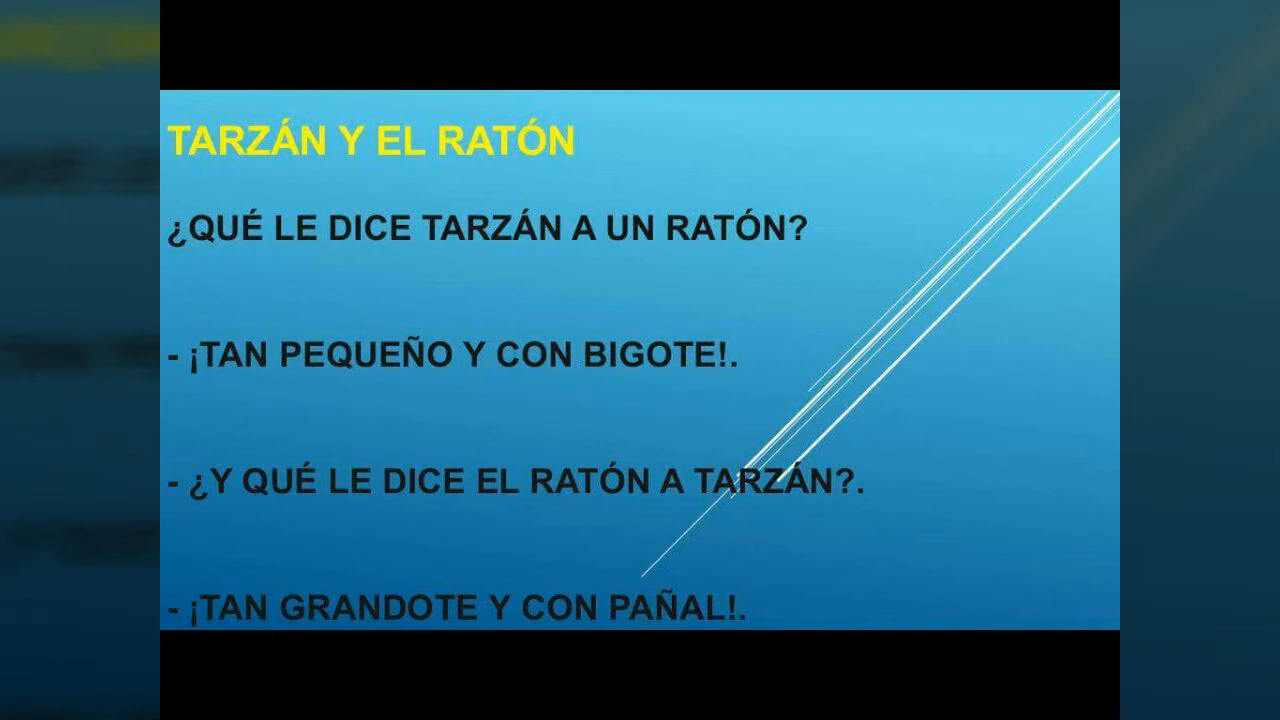 TARZÁN Y EL RATÓN
¿QUÉ LE DICE TARZÁN A UN RATÓN?
- ¡TAN PEQUEÑO Y CON BIGOTE!.
- ¿Y QUÉ LE DICE EL RATÓN A TARZÁN?.
- ¡TAN GRANDOTE Y CON PAÑAL!.